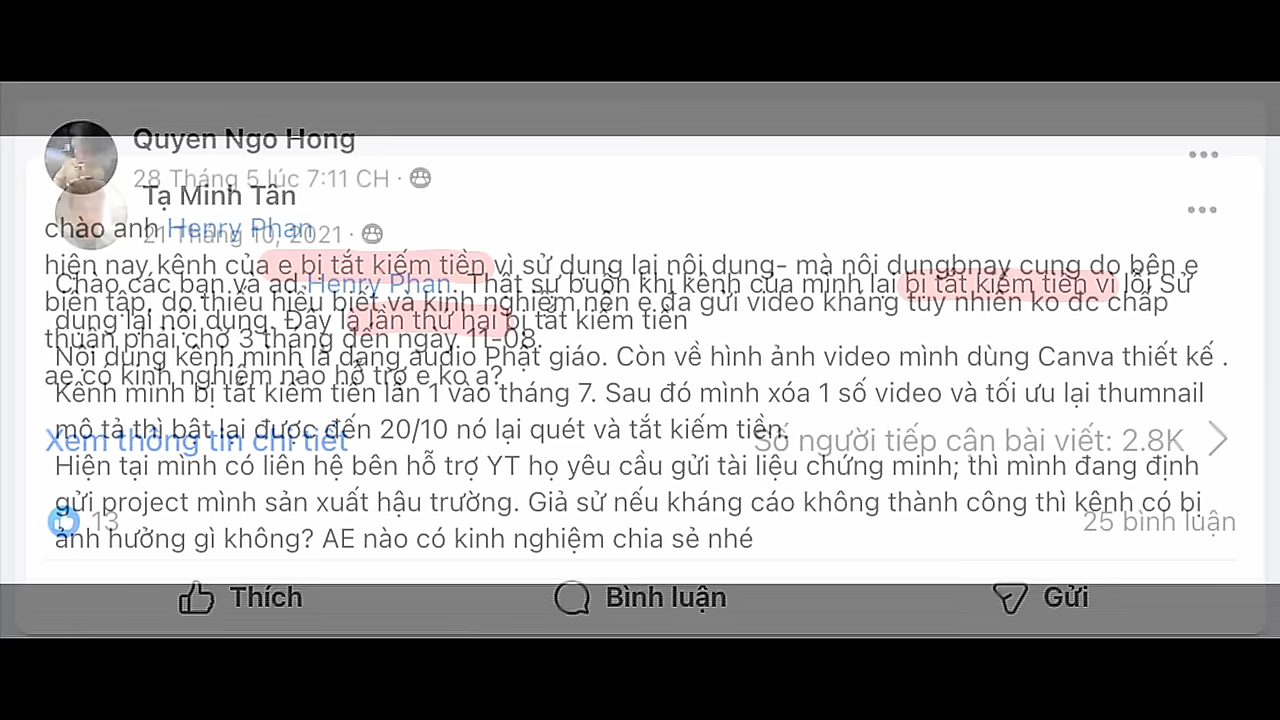 Quyen Ngo Hong
28 Tháng 5 lúc 7:11 CH ·
Tạ Minh Tân
21 Tháng 10, 2021 ·
chào anh Henry Phan
hiện nay kênh của e bị tắt kiếm tiền vì sử dụng lại nội dung- mà nội dungbnay cung do bên e
Chào các bạn và ad Henry Phan. Thật sự buồn khi kênh của mình lại bị tắt kiếm tiền vì lỗi Sử
biên tập, do thiếu hiểu biết và kinh nghiệm nên e đa gửi video kháng tuy nhiên ko đc chấp
dụng lại nội dung. Đây là lần thứ hai bị tắt kiếm tiền
thuân phải chờ 3 tháng đến ngay 11-08.
Nội dung kênh mình là dạng audio Phật giáo. Còn về hình ảnh video mình dùng Canva thiết kế .
ae có kinh nghiệm nào hỗ trợ e ko a?
Kênh mình bị tắt kiếm tiền lần 1 vào tháng 7. Sau đó mình xóa 1 số video và tối ưu lại thumnail
mô tả thì bật lại được đến 20/10 nó lại quét và tắt kiếm tiền.
Xem thông tin chi tiết
Số người tiếp cận bài viết: 2.8K
Hiện tại mình có liên hệ bên hỗ trợ YT họ yêu cầu gửi tài liệu chứng minh; thì mình đang định
gửi project mình sản xuất hậu trường. Giả sử nếu kháng cáo không thành công thì kênh có bị
13
25 bình luận
ảnh hưởng gì không? AE nào có kinh nghiệm chia sẻ nhé
Thích
Bình luận
Gửi